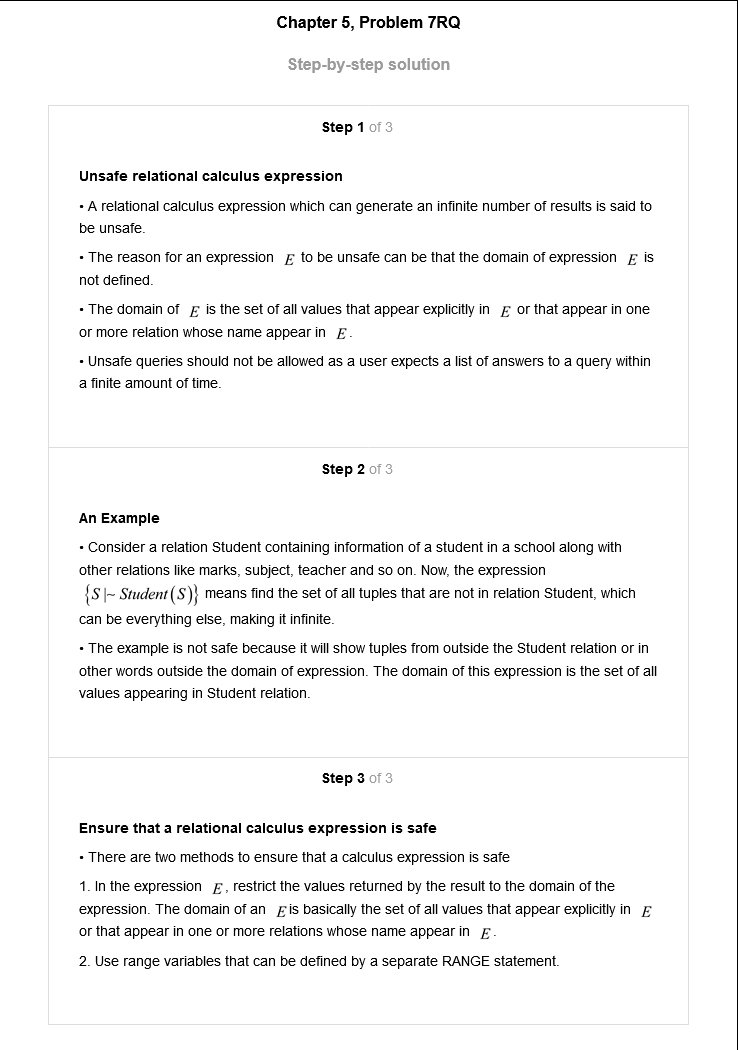 Chapter 5, Problem 7RQ
Step-by-step solution
Step 1 of 3
Unsafe relational calculus expression
• A relational calculus expression which can generate an infinite number of results is said to
be unsafe.
• The reason for an expression E to be unsafe can be that the domain of expression E is
not defined.
• The domain of E is the set of all values that appear explicitly in E or that appear in one
or more relation whose name appear in E.
• Unsafe queries should not be allowed as a user expects a list of answers to a query within
a finite amount of time.
Step 2 of 3
An Example
• Consider a relation Student containing information of a student in a school along with
other relations like marks, subject, teacher and so on. Now, the expression
{S |~ Student(S)} means find the set of all tuples that are not in relation Student, which
can be everything else, making it infinite.
• The example is not safe because it will show tuples from outside the Student relation or in
other words outside the domain of expression. The domain of this expression is the set of all
values appearing in Student relation.
Step 3 of 3
Ensure that a relational calculus expression is safe
• There are two methods to ensure that a calculus expression is safe
1. In the expression E, restrict the values returned by the result to the domain of the
expression. The domain of an E is basically the set of all values that appear explicitly in E
or that appear in one or more relations whose name appear in E.
2. Use range variables that can be defined by a separate RANGE statement.